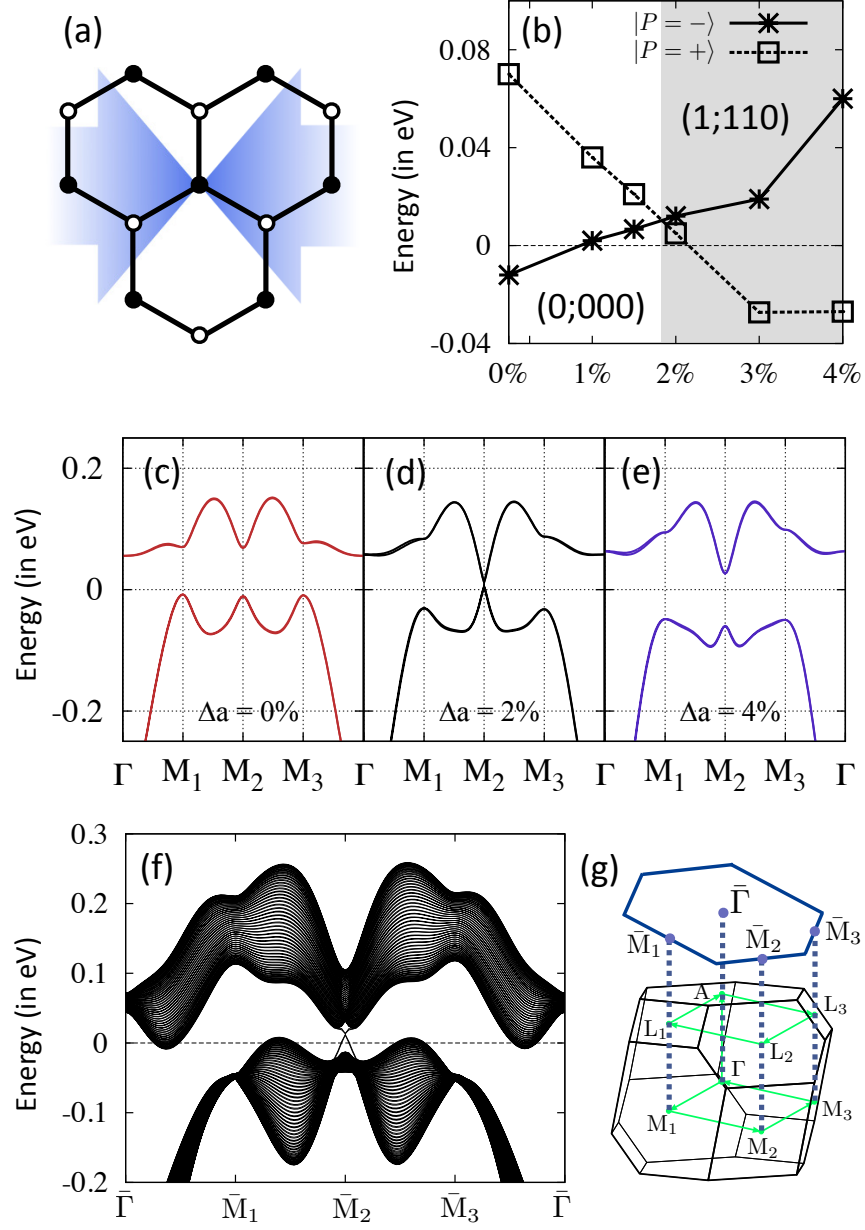 (a)
(b)
|P = −⟩
|P = +⟩
0.08
0.04
0
-0.04
Energy (in eV)
(1;110)
(0;000)
0% 1% 2% 3% 4%
(c) (d) (e)
0.2
0
-0.2
Energy (in eV)
Δa = 0% Δa = 2% Δa = 4%
Γ M1 M2 M3 Γ M1 M2 M3 Γ M1 M2 M3 Γ
(f)
0.3
0.2
0.1
0
-0.1
-0.2
Energy (in eV)
Γ̄ M̄1 M̄2 M̄3 Γ̄
(g)
Γ̄
M̄1 M̄2 M̄3
A
L1 L2 L3
Γ
M1 M2 M3